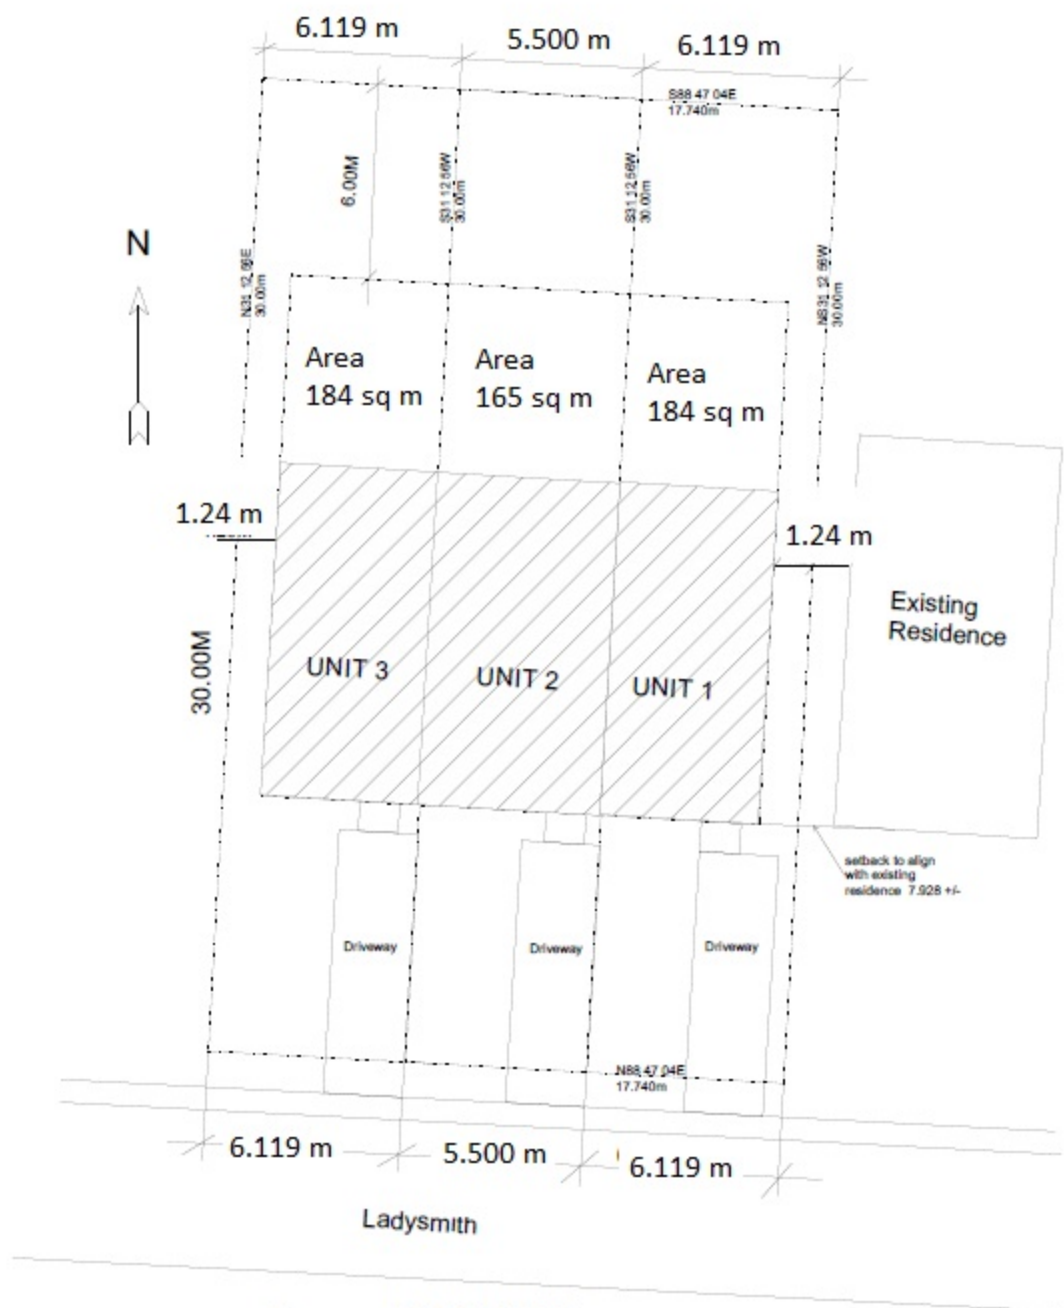 6.119 m
5.500 m
6.119 m
S88 47 04E
17.740m
6.00M
S31 12 56W
30.00m
S31 12 56W
30.00m
N
N31 12 56E
30.00m
30.00m
Area
184 sq m
Area
165 sq m
Area
184 sq m
1.24 m
1.24 m
Existing
Residence
30.00M
UNIT 3
UNIT 2
UNIT 1
setback to align
with existing
residence 7.928 +/-
Driveway
Driveway
Driveway
N88 47 04E
17.740m
6.119 m
5.500 m
6.119 m
Ladysmith